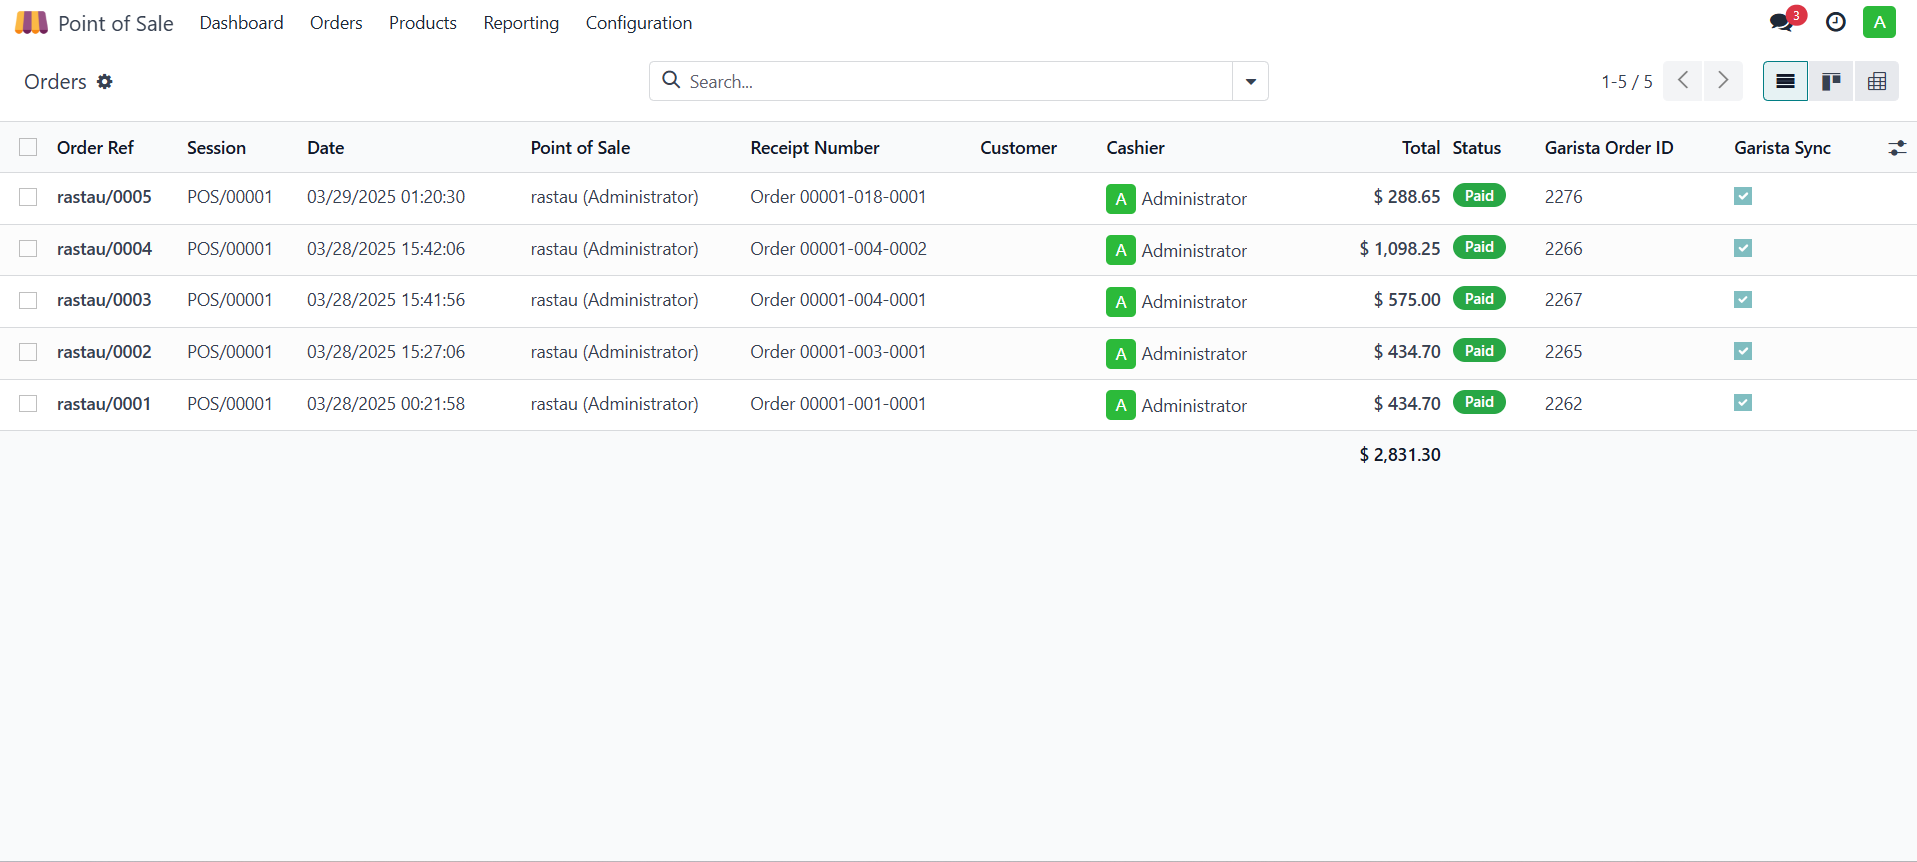 Point of Sale Dashboard Orders Products Reporting Configuration 3 A
Orders Search... 1-5 / 5
Order Ref Session Date Point of Sale Receipt Number Customer Cashier Total Status Garista Order ID Garista Sync
rastau/0005 POS/00001 03/29/2025 01:20:30 rastau (Administrator) Order 00001-018-0001 A Administrator $ 288.65 Paid 2276
rastau/0004 POS/00001 03/28/2025 15:42:06 rastau (Administrator) Order 00001-004-0002 A Administrator $ 1,098.25 Paid 2266
rastau/0003 POS/00001 03/28/2025 15:41:56 rastau (Administrator) Order 00001-004-0001 A Administrator $ 575.00 Paid 2267
rastau/0002 POS/00001 03/28/2025 15:27:06 rastau (Administrator) Order 00001-003-0001 A Administrator $ 434.70 Paid 2265
rastau/0001 POS/00001 03/28/2025 00:21:58 rastau (Administrator) Order 00001-001-0001 A Administrator $ 434.70 Paid 2262
$ 2,831.30